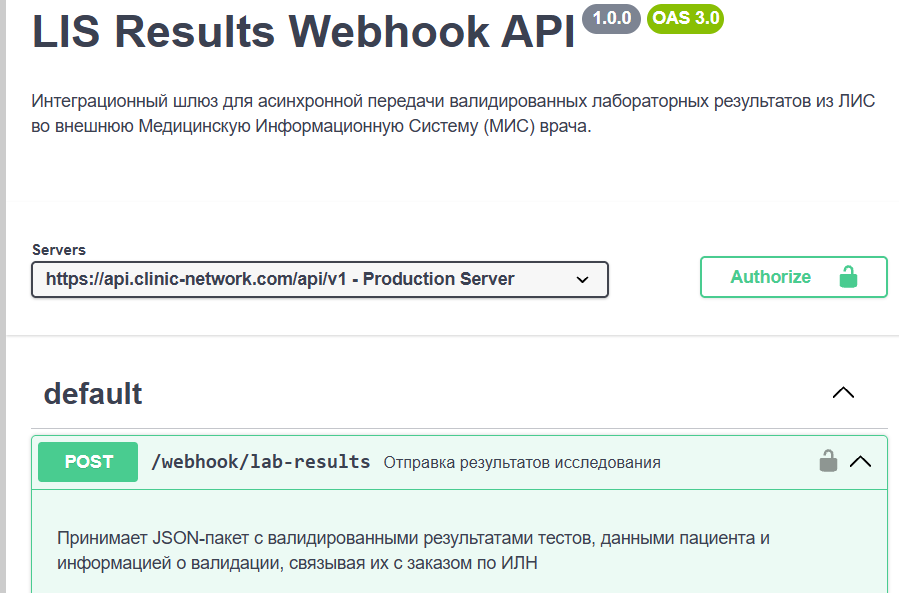 LIS Results Webhook API 1.0.0 OAS 3.0
Интеграционный шлюз для асинхронной передачи валидированных лабораторных результатов из ЛИС
во внешнюю Медицинскую Информационную Систему (МИС) врача.
Servers
https://api.clinic-network.com/api/v1 - Production Server
Authorize
default
POST /webhook/lab-results Отправка результатов исследования
Принимает JSON-пакет с валидированными результатами тестов, данными пациента и
информацией о валидации, связывая их с заказом по ИЛН